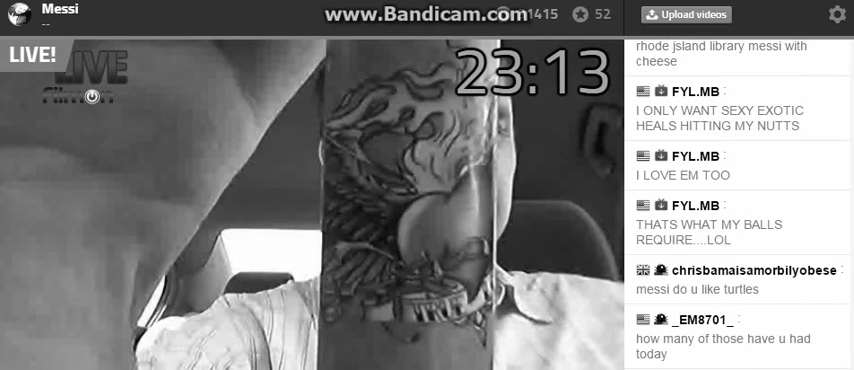 Messi
--
www.Bandicam.com
1415
52
Upload videos
LIVE!
LIVE
Filmon
23:13
rhode jsland library messi with
cheese
FYL.MB :
I ONLY WANT SEXY EXOTIC
HEALS HITTING MY NUTTS
FYL.MB :
I LOVE EM TOO
FYL.MB :
THATS WHAT MY BALLS
REQUIRE....LOL
chrisbamaisamorbilyobese :
messi do u like turtles
_EM8701_ :
how many of those have u had
today